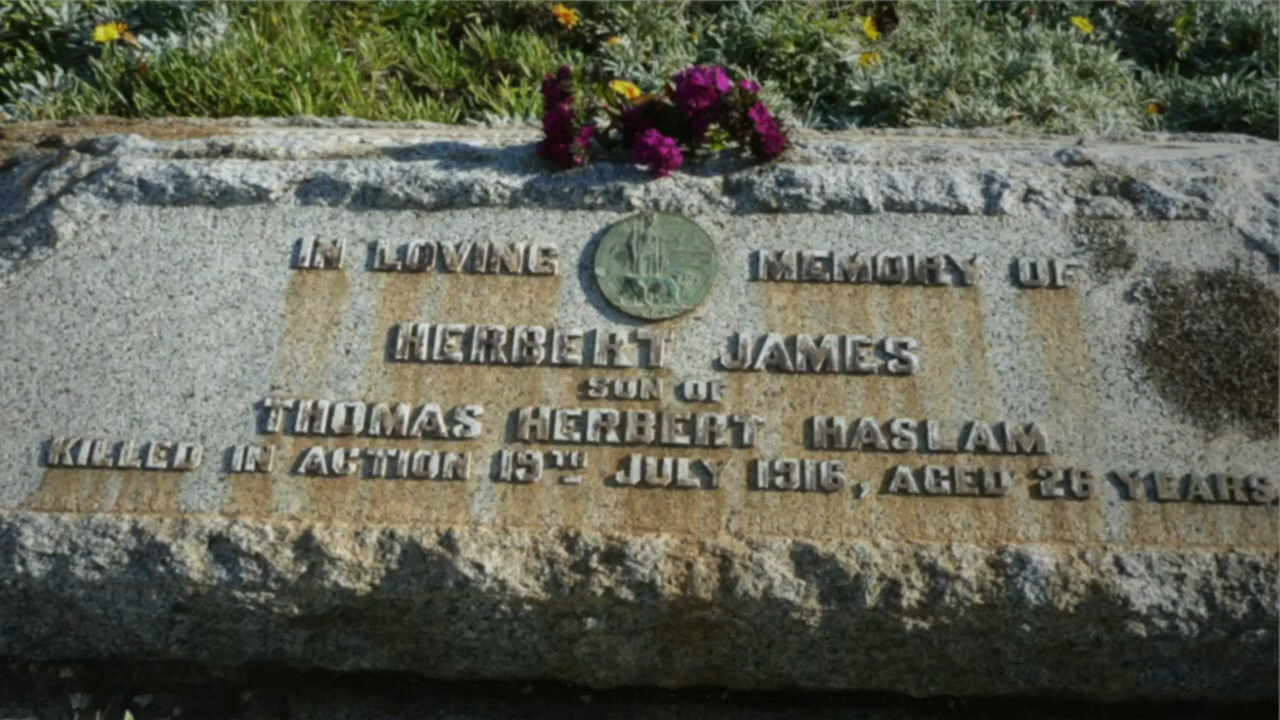 IN LOVING MEMORY OF
HERBERT JAMES
SON OF
THOMAS HERBERT HASLAM
KILLED IN ACTION 19TH JULY 1916, AGED 26 YEARS.